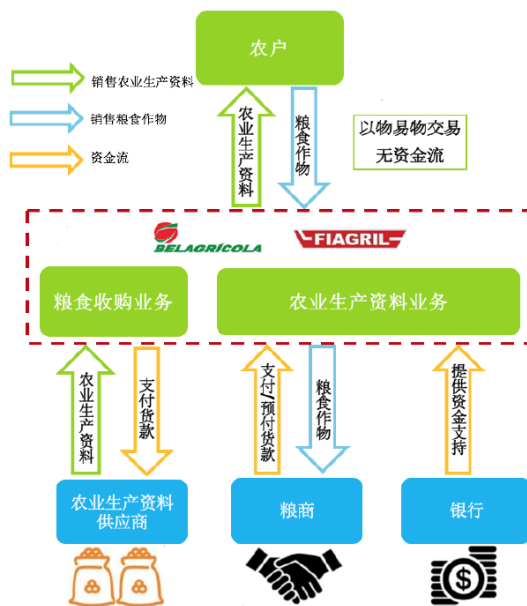 农户
销售农业生产资料
销售粮食作物
资金流
农业生产资料
粮食作物
以物易物交易
无资金流
BELAGRÍCOLA
FIAGRIL
粮食收购业务
农业生产资料业务
农业生产资料
支付货款
支付/预付货款
粮食作物
提供资金支持
农业生产资料
供应商
粮商
银行
$